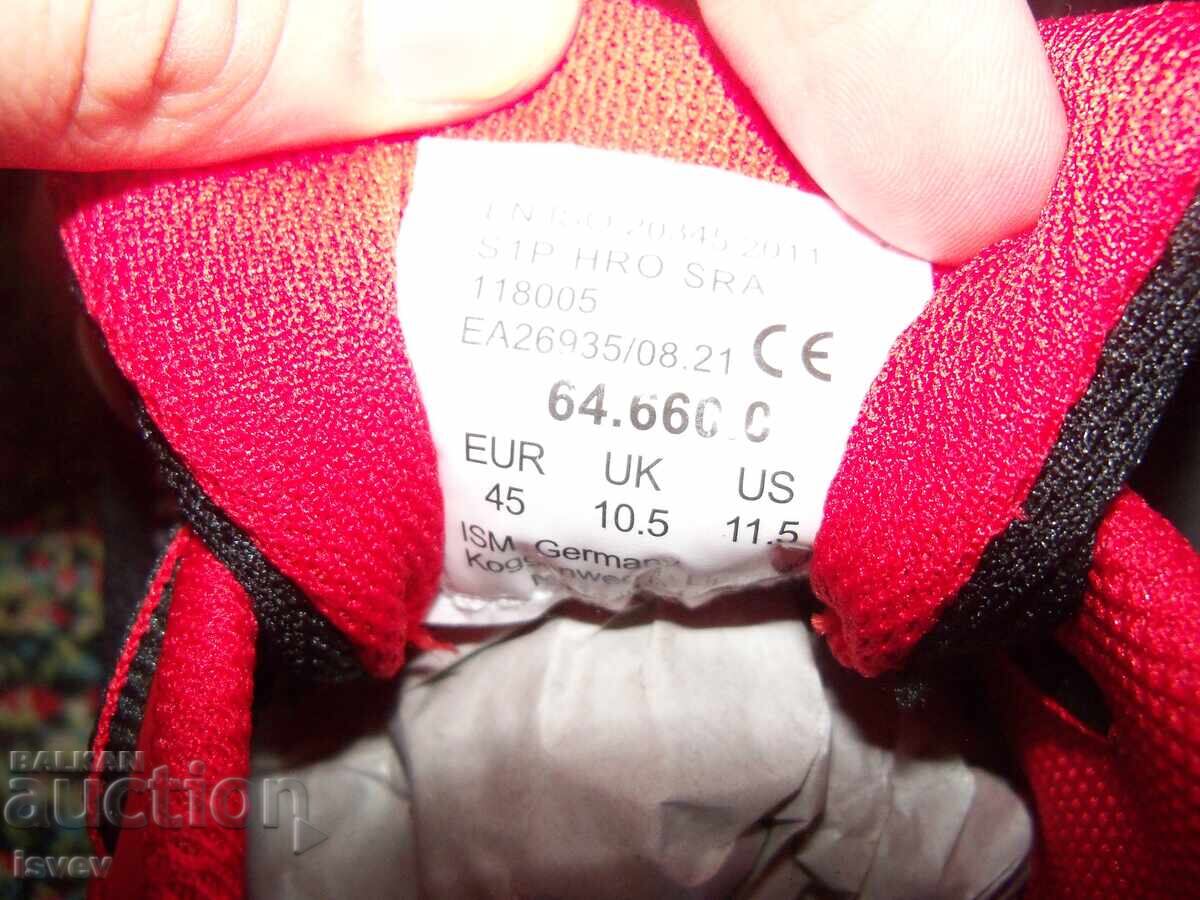 EN ISO 20345:2011
S1P HRO SRA
118005
EA26935/08.21 CE
64.660.0
EUR UK US
45 10.5 11.5
ISM Germany
BALKAN
auction
isvev